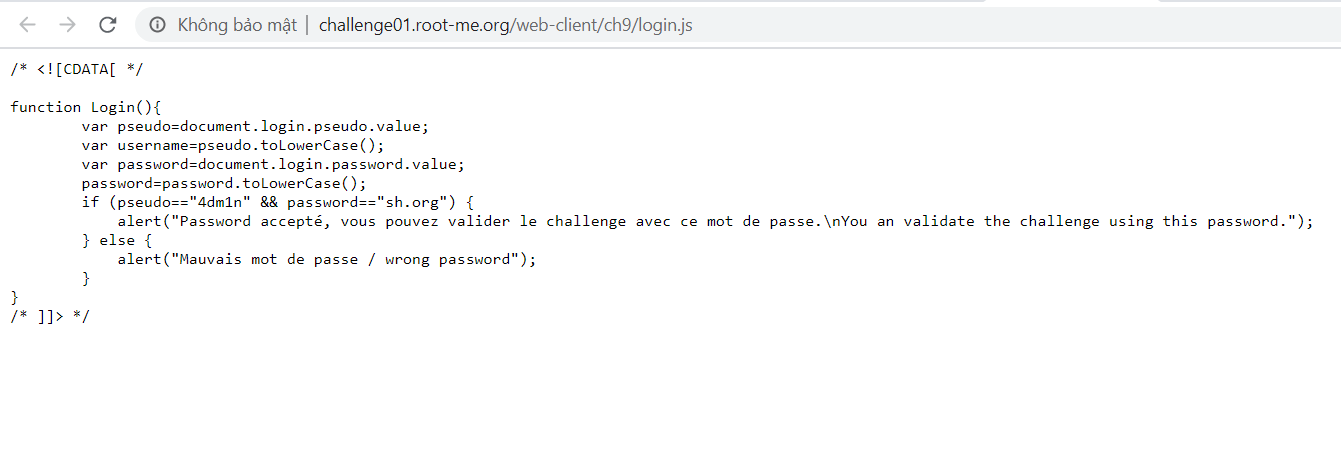 Không bảo mật | challenge01.root-me.org/web-client/ch9/login.js
/* <![CDATA[ */
function Login(){
        var pseudo=document.login.pseudo.value;
        var username=pseudo.toLowerCase();
        var password=document.login.password.value;
        password=password.toLowerCase();
        if (pseudo=="4dm1n" && password=="sh.org") {
            alert("Password accepté, vous pouvez valider le challenge avec ce mot de passe.\nYou an validate the challenge using this password.");
        } else {
            alert("Mauvais mot de passe / wrong password");
        }
}
/* ]]> */